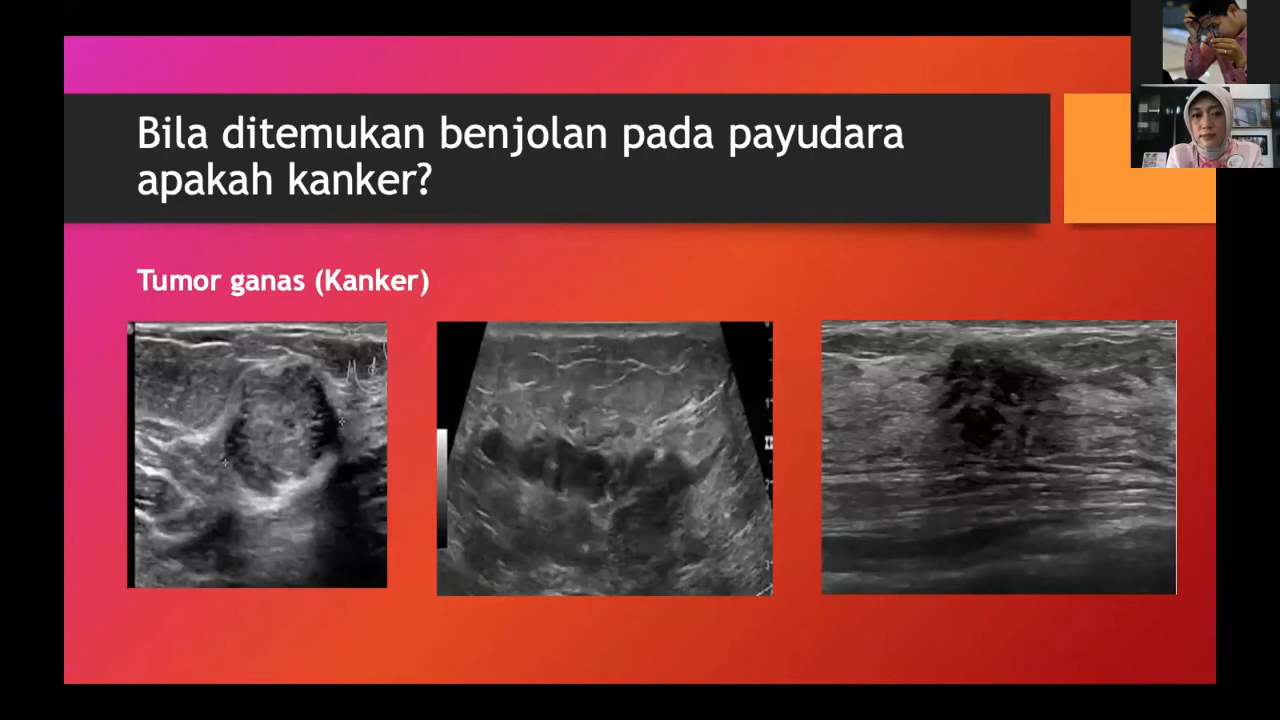 Bila ditemukan benjolan pada payudara
apakah kanker?
Tumor ganas (Kanker)